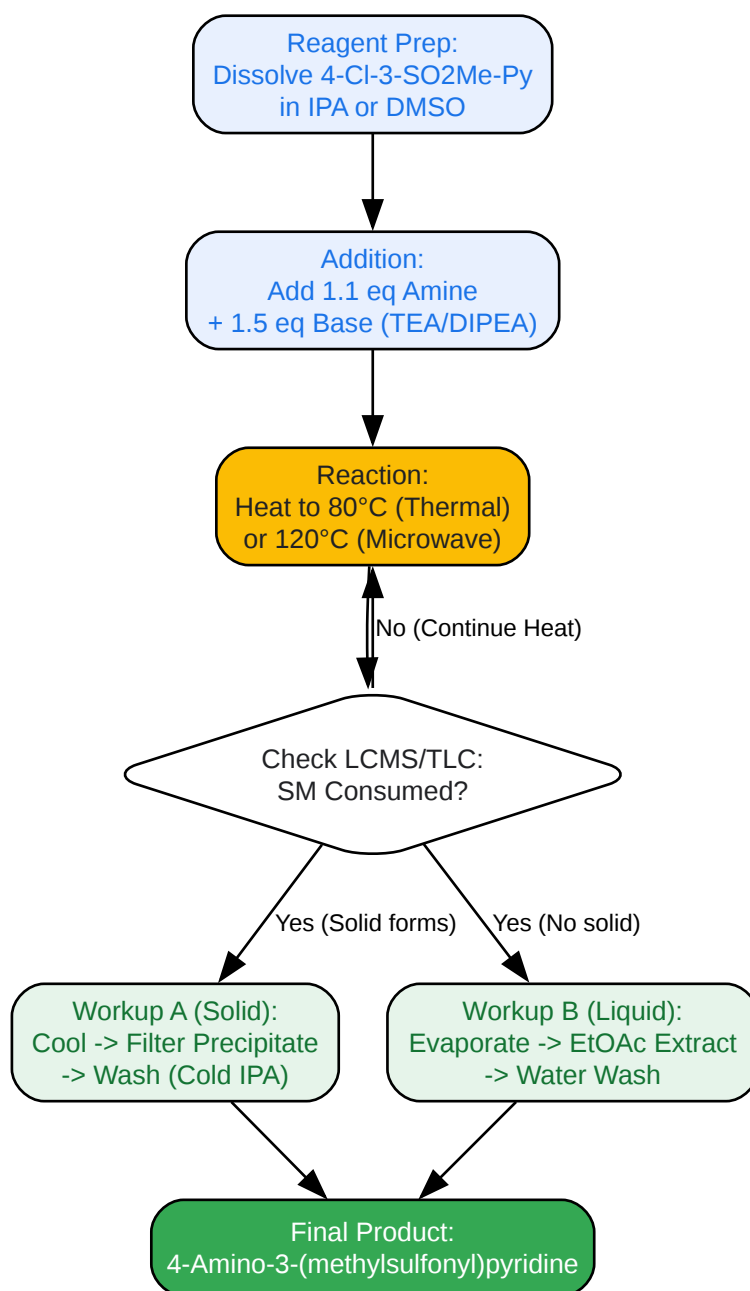 Reagent Prep:
Dissolve 4-Cl-3-SO2Me-Py
in IPA or DMSO
Addition:
Add 1.1 eq Amine
+ 1.5 eq Base (TEA/DIPEA)
Reaction:
Heat to 80°C (Thermal)
or 120°C (Microwave)
No (Continue Heat)
Check LCMS/TLC:
SM Consumed?
Yes (Solid forms)
Yes (No solid)
Workup A (Solid):
Cool -> Filter Precipitate
-> Wash (Cold IPA)
Workup B (Liquid):
Evaporate -> EtOAc Extract
-> Water Wash
Final Product:
4-Amino-3-(methylsulfonyl)pyridine